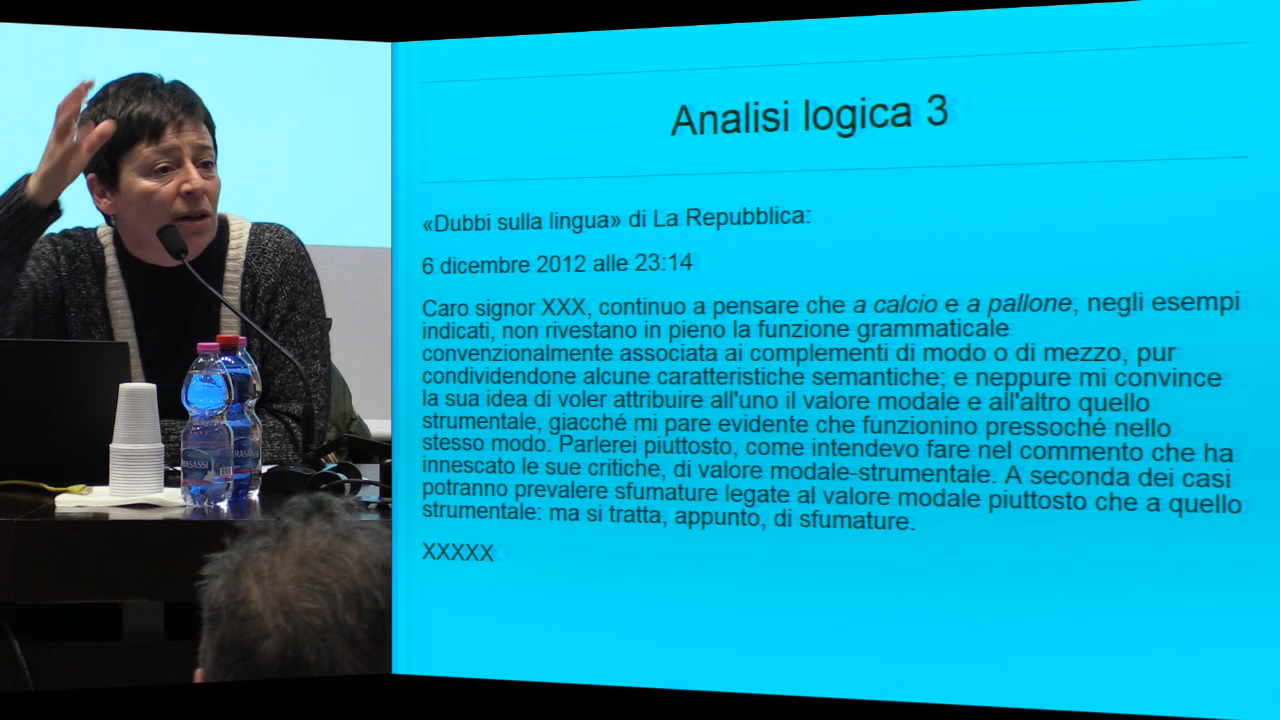 Analisi logica 3
«Dubbi sulla lingua» di La Repubblica:
6 dicembre 2012 alle 23:14
Caro signor XXX, continuo a pensare che a calcio e a pallone, negli esempi
indicati, non rivestano in pieno la funzione grammaticale
convenzionalmente associata ai complementi di modo o di mezzo, pur
condividendone alcune caratteristiche semantiche; e neppure mi convince
la sua idea di voler attribuire all'uno il valore modale e all'altro quello
strumentale, giacché mi pare evidente che funzionino pressoché nello
stesso modo. Parlerei piuttosto, come intendevo fare nel commento che ha
innescato le sue critiche, di valore modale-strumentale. A seconda dei casi
potranno prevalere sfumature legate al valore modale piuttosto che a quello
strumentale: ma si tratta, appunto, di sfumature.
XXXXX